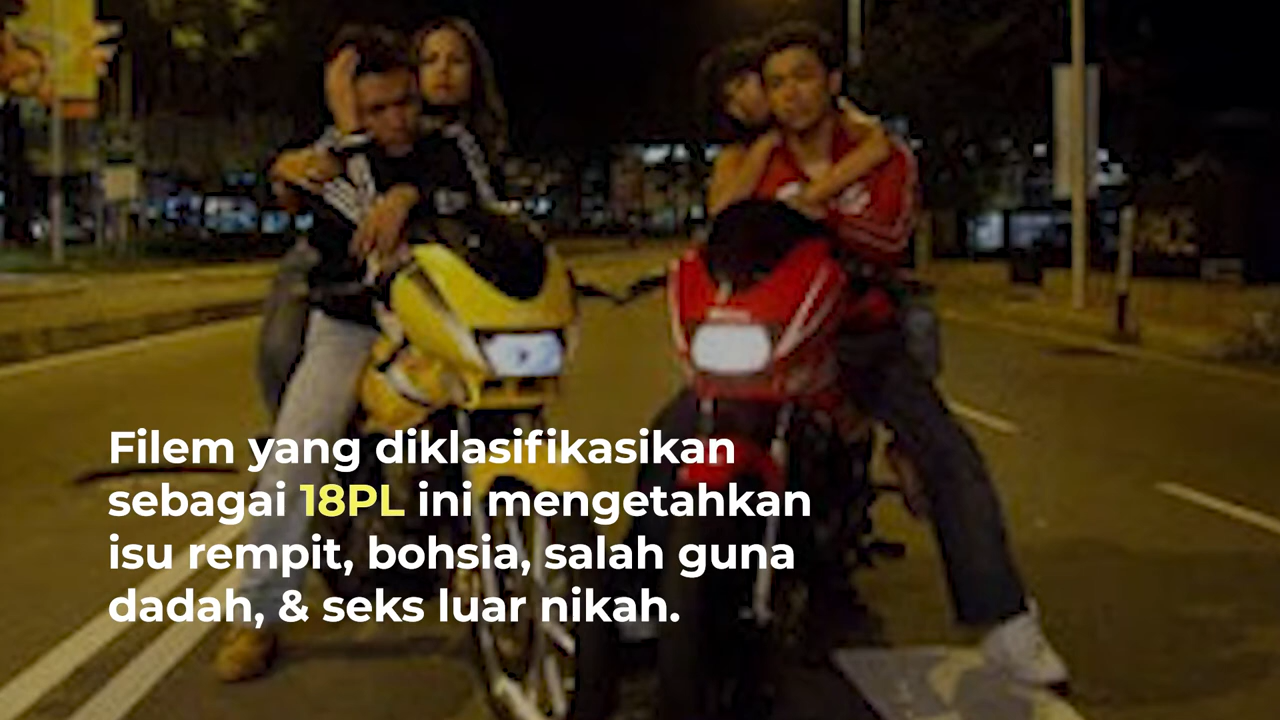 Filem yang diklasifikasikan
sebagai 18PL ini mengetahkan
isu rempit, bohsia, salah guna
dadah, & seks luar nikah.